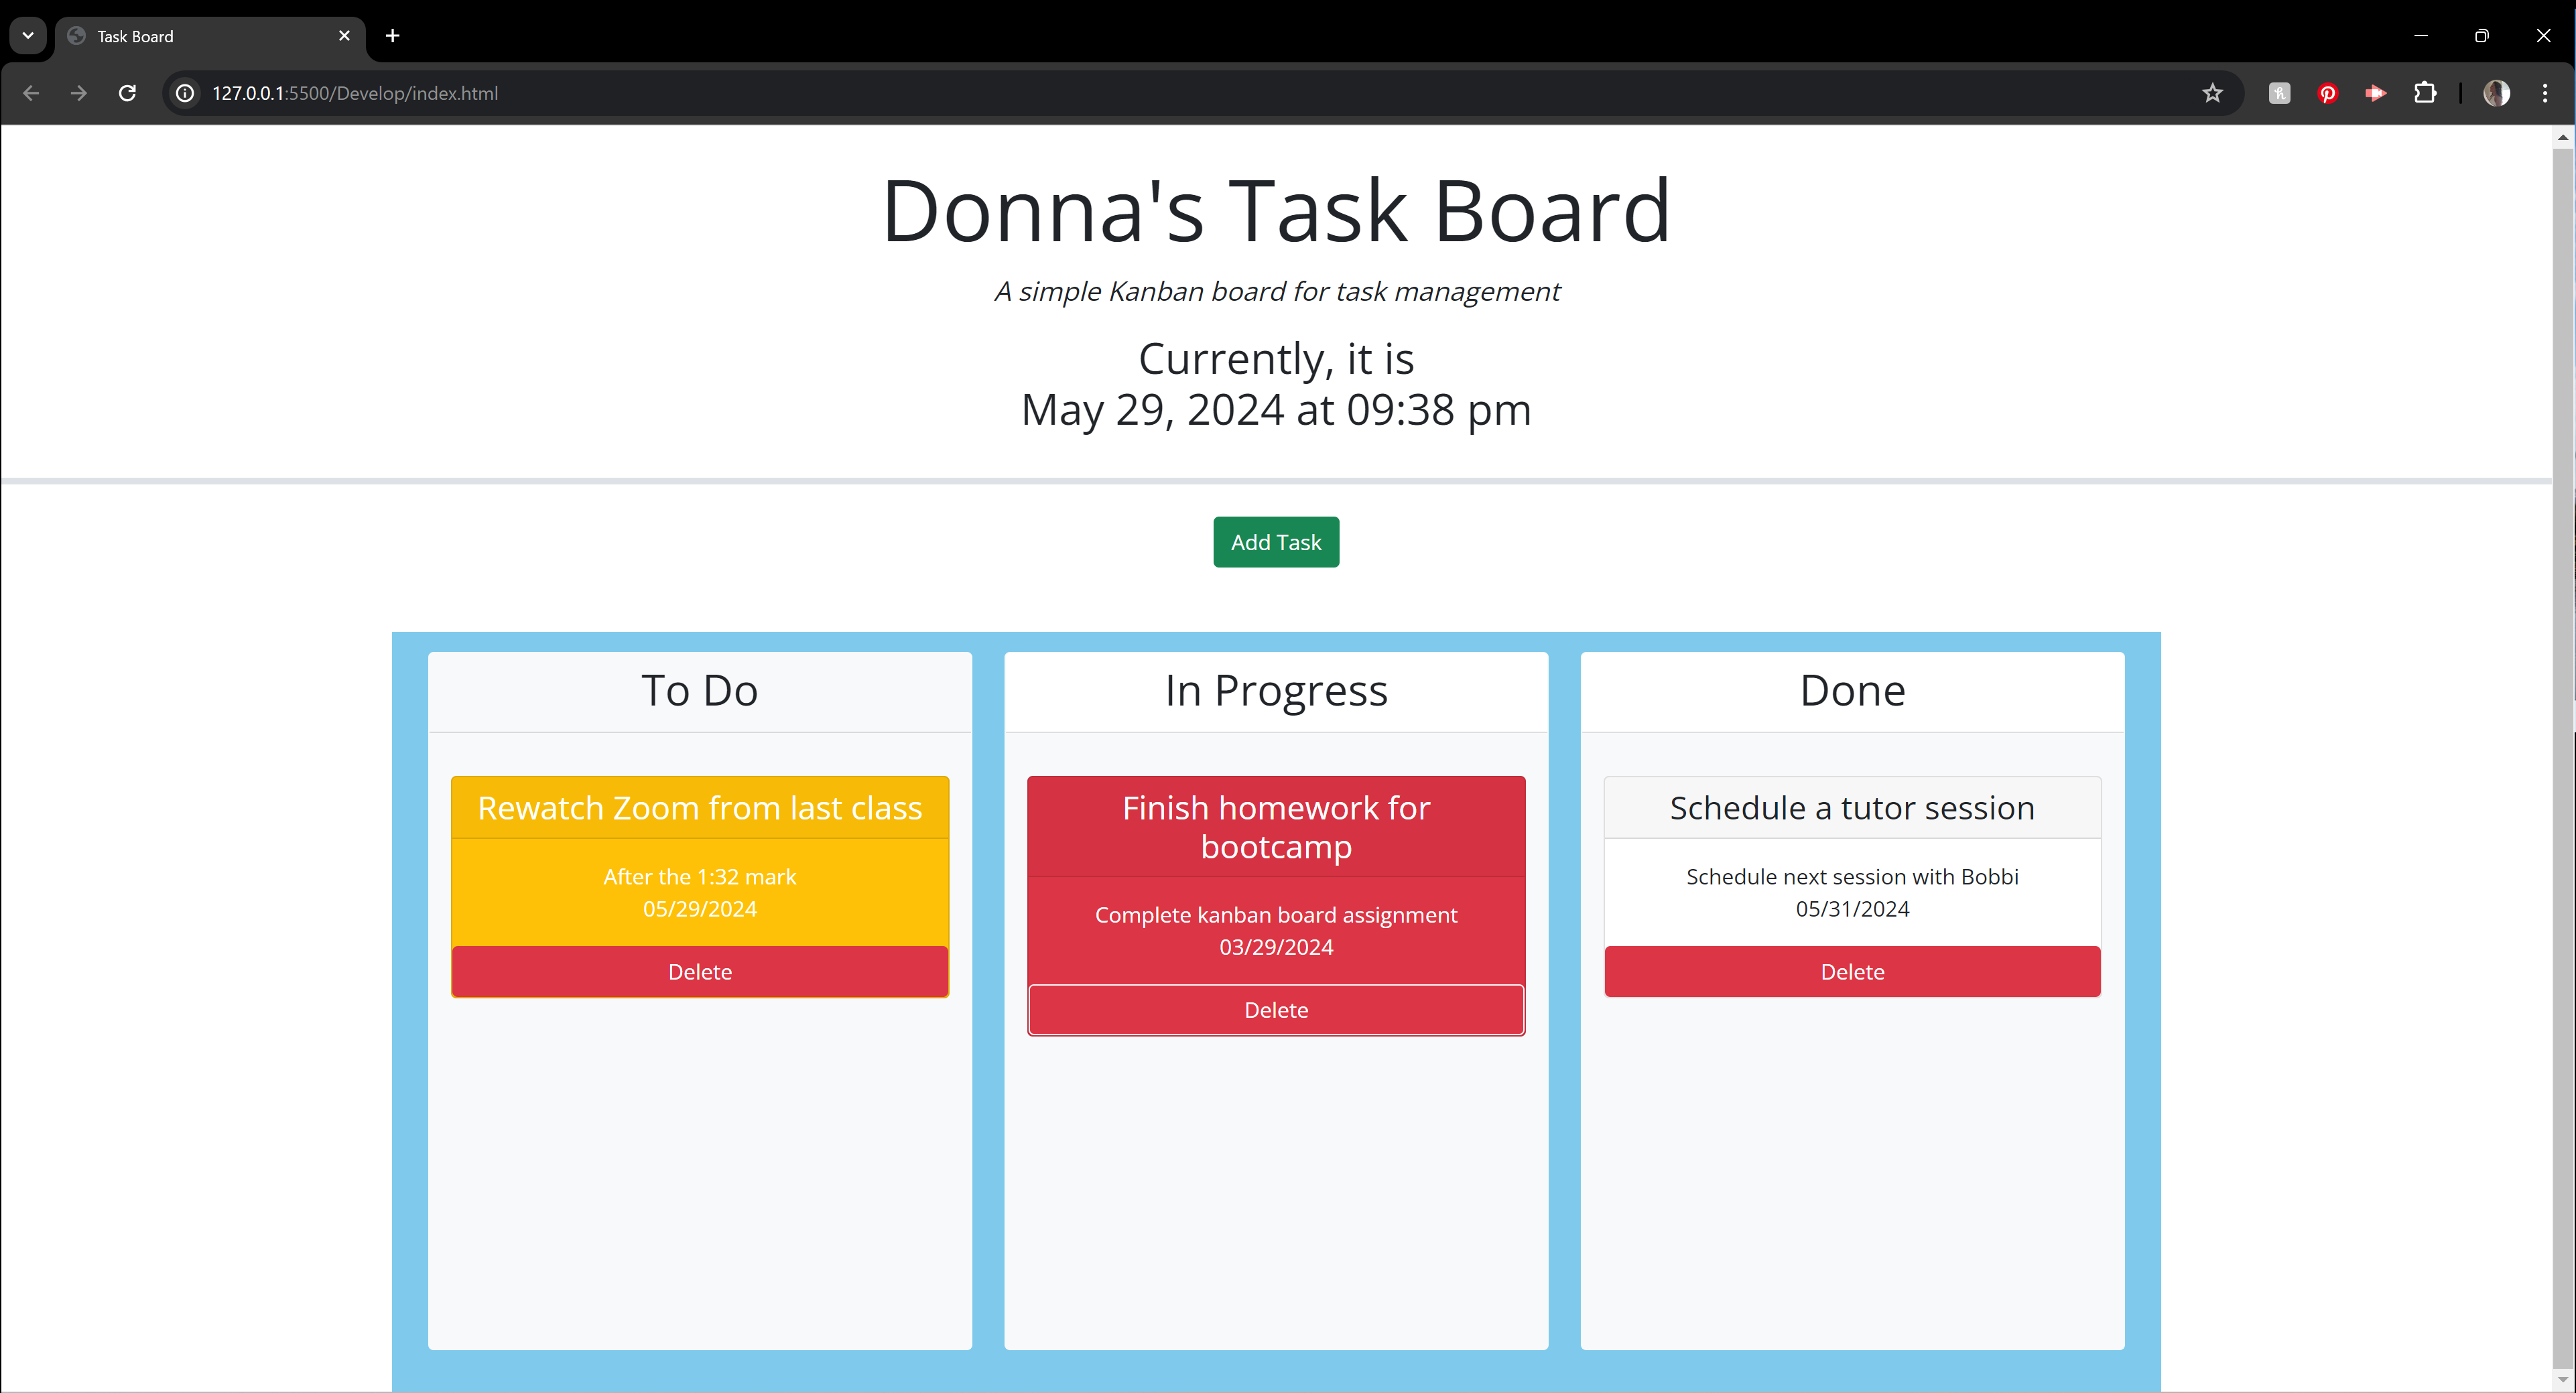 Task Board
127.0.0.1:5500/Develop/index.html
Donna's Task Board
A simple Kanban board for task management
Currently, it is
May 29, 2024 at 09:38 pm
Add Task
To Do
Rewatch Zoom from last class
After the 1:32 mark
05/29/2024
Delete
In Progress
Finish homework for
bootcamp
Complete kanban board assignment
03/29/2024
Delete
Done
Schedule a tutor session
Schedule next session with Bobbi
05/31/2024
Delete